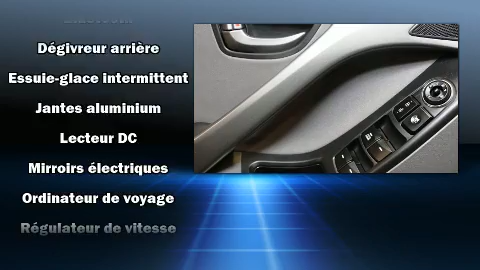 Dégivreur arrière
Essuie-glace intermittent
Jantes aluminium
Lecteur DC
Mirroirs électriques
Ordinateur de voyage
Régulateur de vitesse